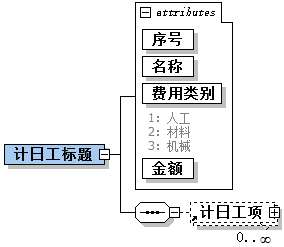 attributes
序号
名称
费用类别
1: 人工
2: 材料
3: 机械
金额
计日工标题
计日工项
0..∞